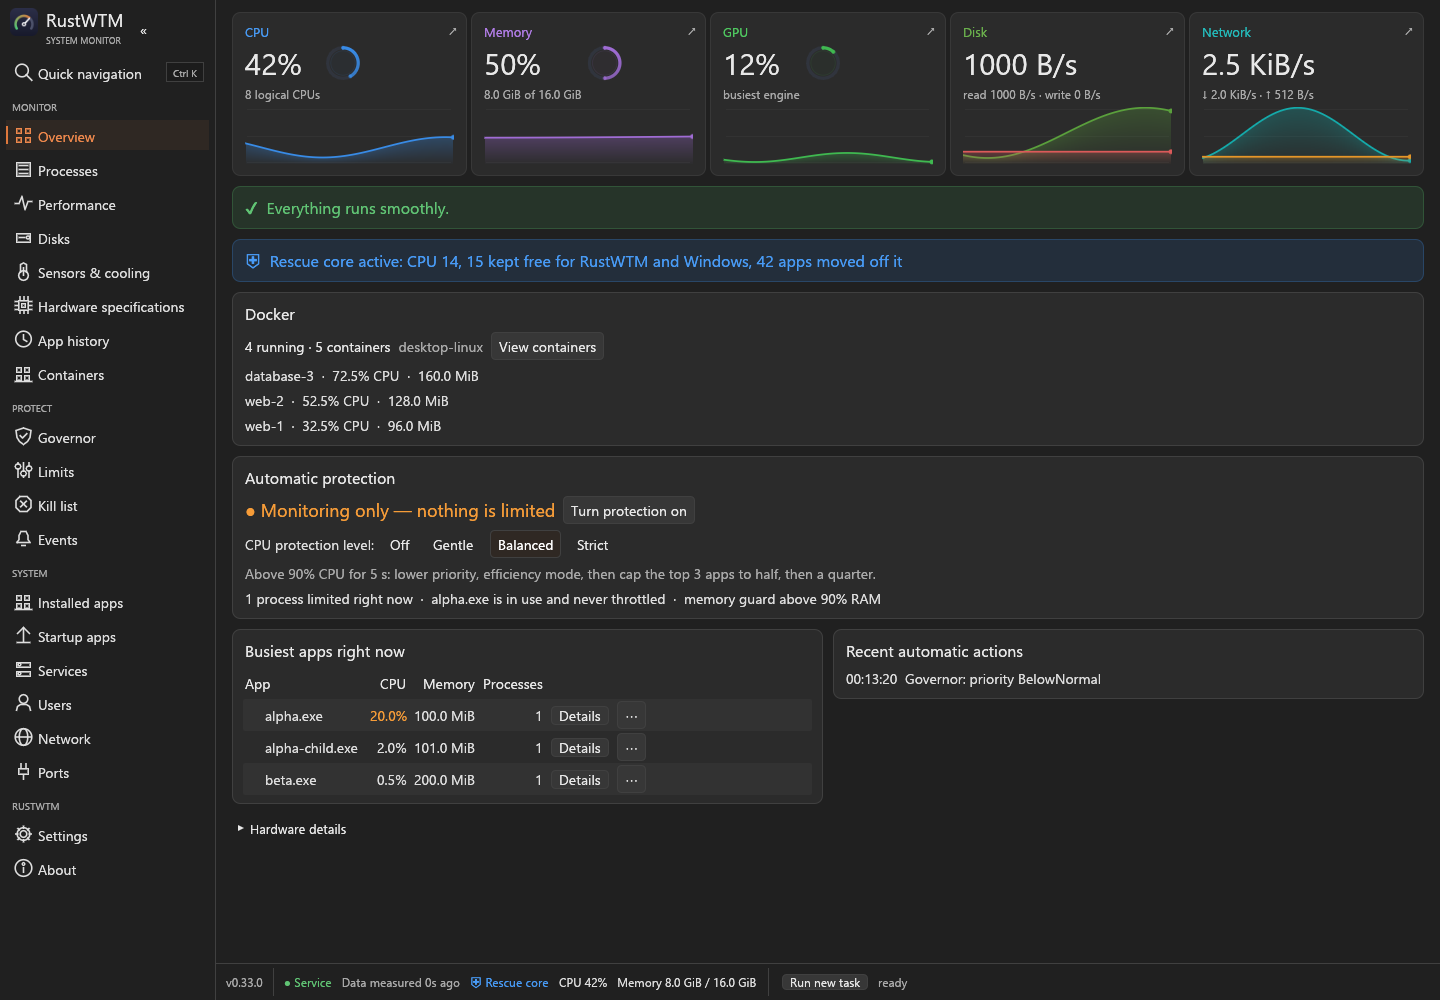 RustWTM
SYSTEM MONITOR
«
Quick navigation
Ctrl K
MONITOR
Overview
Processes
Performance
Disks
Sensors & cooling
Hardware specifications
App history
Containers
PROTECT
Governor
Limits
Kill list
Events
SYSTEM
Installed apps
Startup apps
Services
Users
Network
Ports
RUSTWTM
Settings
About
CPU
42%
8 logical CPUs
Memory
50%
8.0 GiB of 16.0 GiB
GPU
12%
busiest engine
Disk
1000 B/s
read 1000 B/s · write 0 B/s
Network
2.5 KiB/s
↓ 2.0 KiB/s · ↑ 512 B/s
✓ Everything runs smoothly.
Rescue core active: CPU 14, 15 kept free for RustWTM and Windows, 42 apps moved off it
Docker
4 running · 5 containers desktop-linux View containers
database-3 · 72.5% CPU · 160.0 MiB
web-2 · 52.5% CPU · 128.0 MiB
web-1 · 32.5% CPU · 96.0 MiB
Automatic protection
● Monitoring only — nothing is limited Turn protection on
CPU protection level: Off Gentle Balanced Strict
Above 90% CPU for 5 s: lower priority, efficiency mode, then cap the top 3 apps to half, then a quarter.
1 process limited right now · alpha.exe is in use and never throttled · memory guard above 90% RAM
Busiest apps right now
App CPU Memory Processes
alpha.exe 20.0% 100.0 MiB 1 Details ···
alpha-child.exe 2.0% 101.0 MiB 1 Details ···
beta.exe 0.5% 200.0 MiB 1 Details ···
Recent automatic actions
00:13:20 Governor: priority BelowNormal
Hardware details
v0.33.0 ● Service Data measured 0s ago Rescue core CPU 42% Memory 8.0 GiB / 16.0 GiB Run new task ready